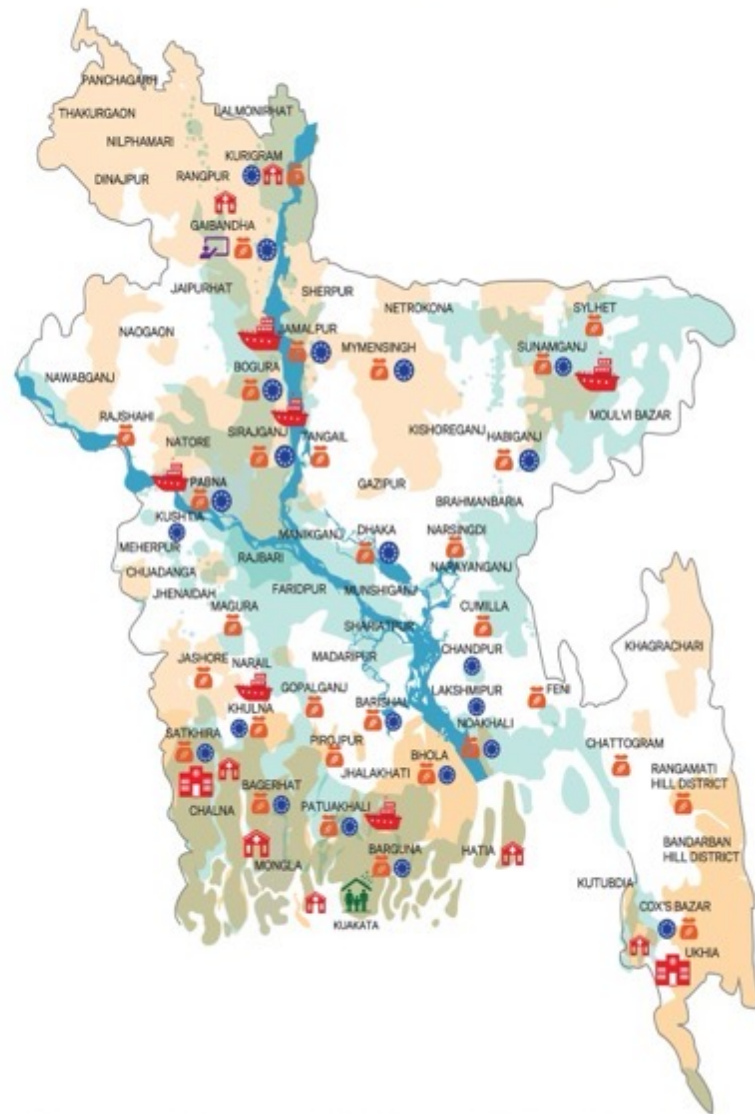 PANCHAGARH
THAKURGAON
LALMONIRHAT
NILPHAMARI
KURIGRAM
DINAJPUR
RANGPUR
GAIBANDHA
JAIPURHAT
SHERPUR
NETROKONA
SYLHET
NAOGAON
JAMALPUR
MYMENSINGH
SUNAMGANJ
NAWABGANJ
BOGURA
MOULVI BAZAR
RAJSHAHI
NATORE
SIRAJGANJ
TANGAIL
KISHOREGANJ
HABIGANJ
PABNA
GAZIPUR
BRAHMANBARIA
KUSHTIA
MANIKGANJ
DHAKA
NARSINGDI
MEHERPUR
RAJBARI
NARAYANGANJ
CHUADANGA
JHENAIDAH
FARIDPUR
MUNSHIGANJ
MAGURA
SHARIATPUR
CUMILLA
MADARIPUR
CHANDPUR
KHAGRACHARI
JASHORE
NARAIL
GOPALGANJ
BARISHAL
LAKSHMIPUR
FENI
KHULNA
NOAKHALI
SATKHIRA
PIROJPUR
BHOLA
CHATTOGRAM
JHALAKHATI
RANGAMATI
HILL DISTRICT
BAGERHAT
PATUAKHALI
CHALNA
BANDARBAN
HILL DISTRICT
MONGLA
BARGUNA
HATIA
KUTUBDIA
KUAKATA
COX'S BAZAR
UKHIA